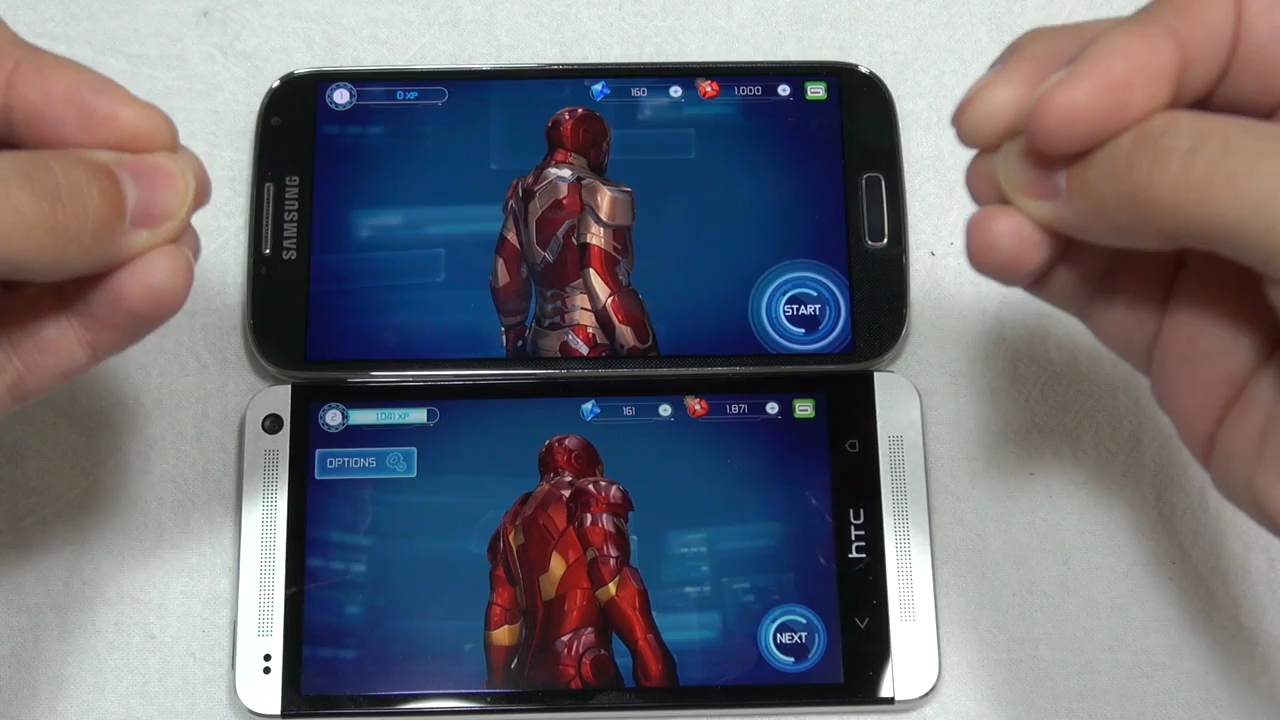 1
0 XP
160
1.000
SAMSUNG
START
2
1.041 XP
161
1.871
OPTIONS
hTC
NEXT